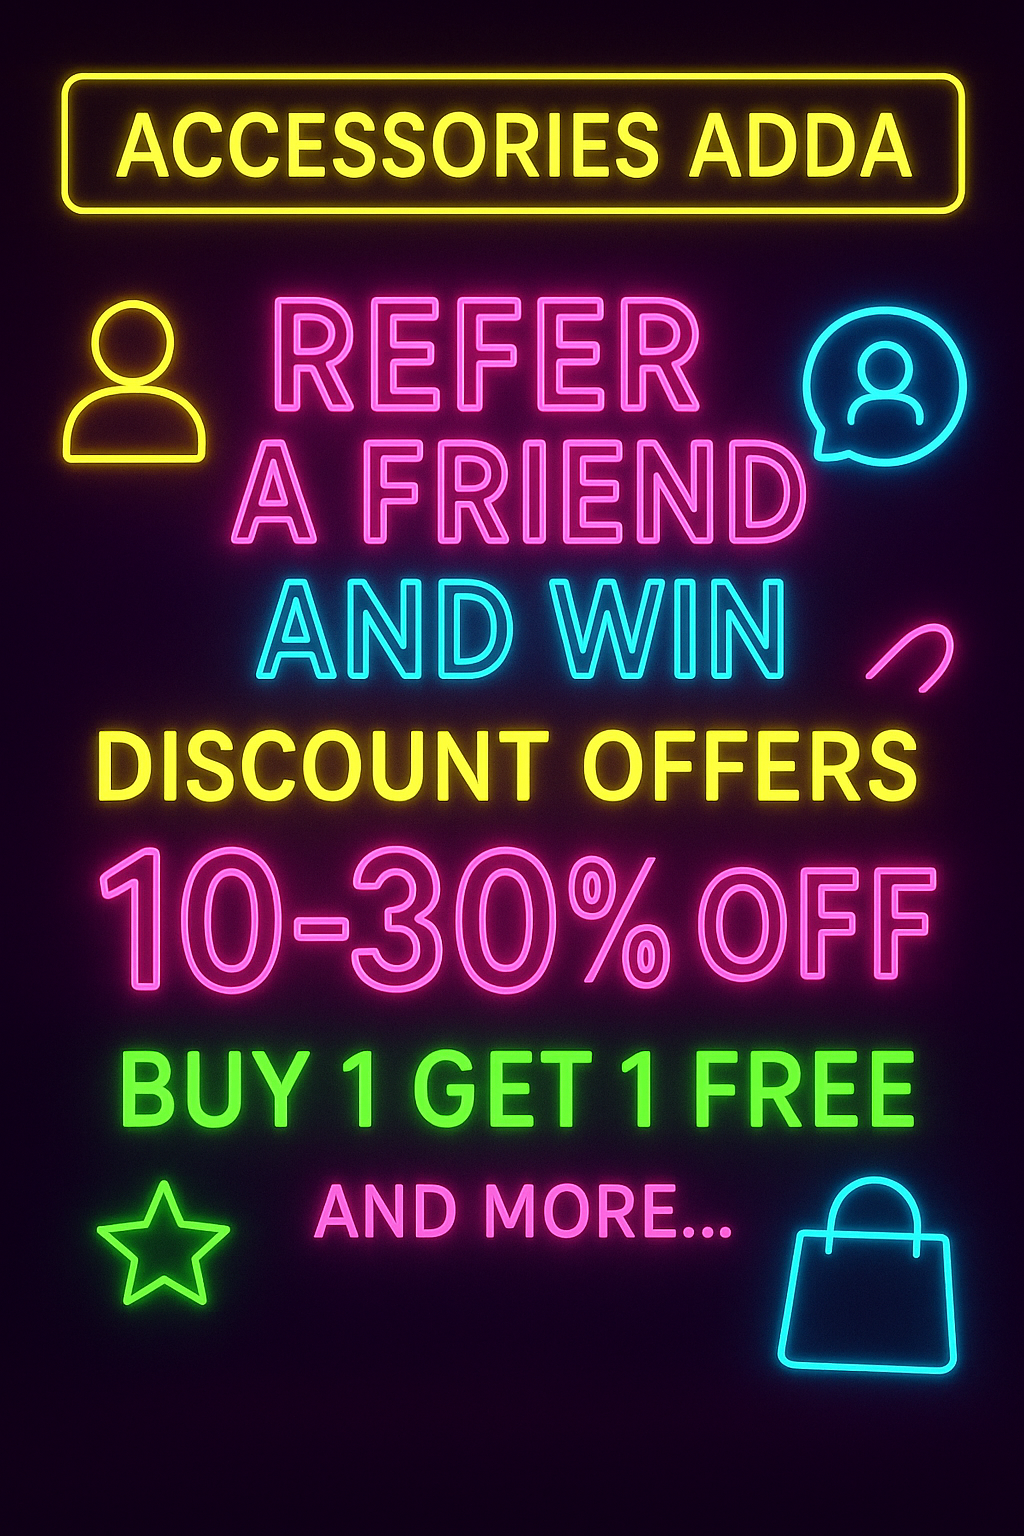 ACCESSORIES ADDA
REFER
A FRIEND
AND WIN
DISCOUNT OFFERS
10-30% OFF
BUY 1 GET 1 FREE
AND MORE...